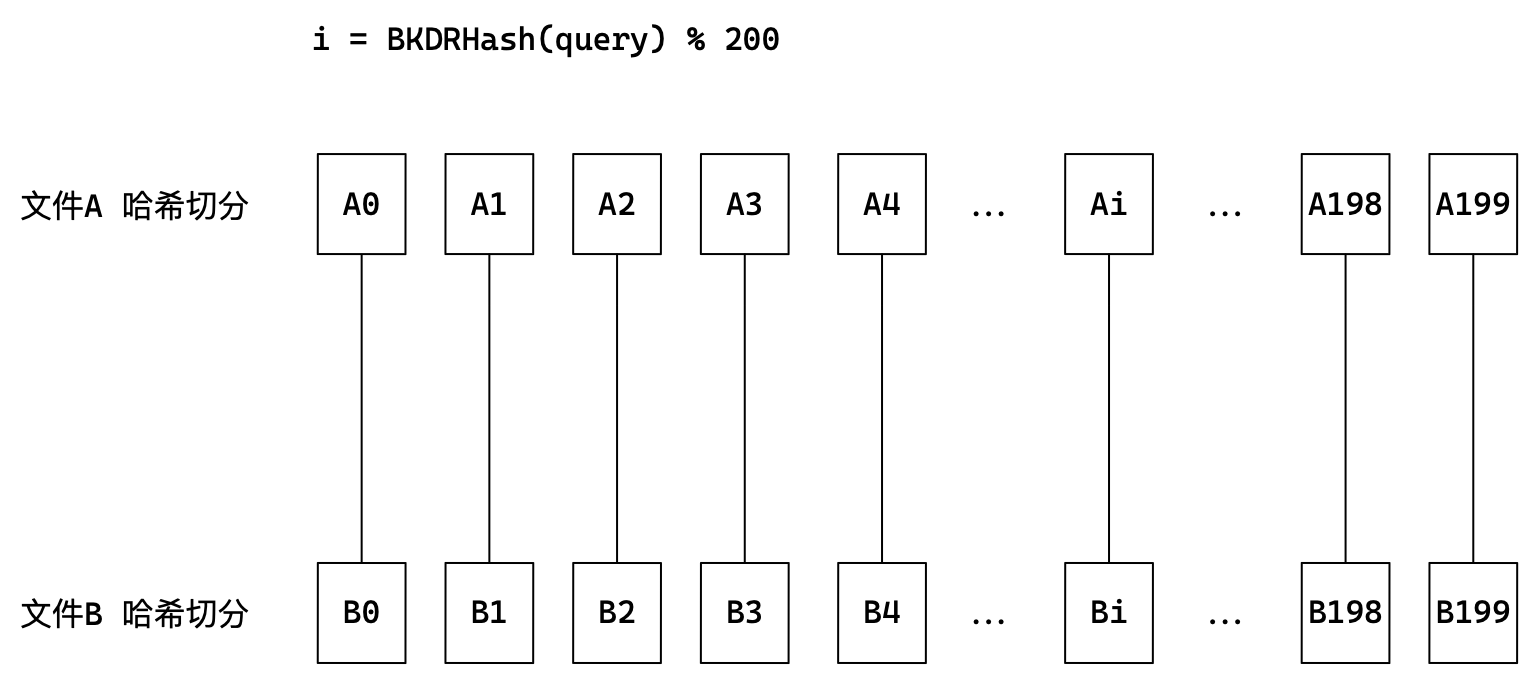 i = BKDRHash(query) % 200
文件A 哈希切分 A0 A1 A2 A3 A4 ... Ai ... A198 A199
文件B 哈希切分 B0 B1 B2 B3 B4 ... Bi ... B198 B199